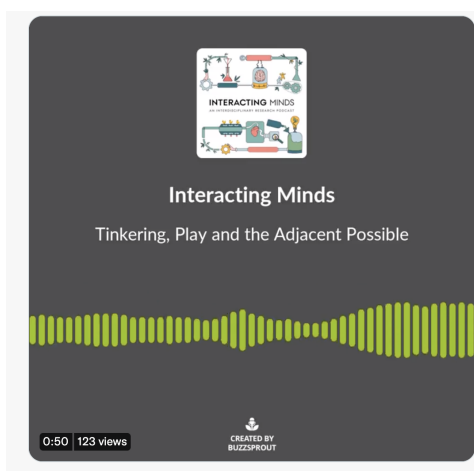 INTERACTING MINDS
AN INTERDISCIPLINARY RESEARCH PODCAST
Interacting Minds
Tinkering, Play and the Adjacent Possible
0:50 123 views
CREATED BY
BUZZSPROUT